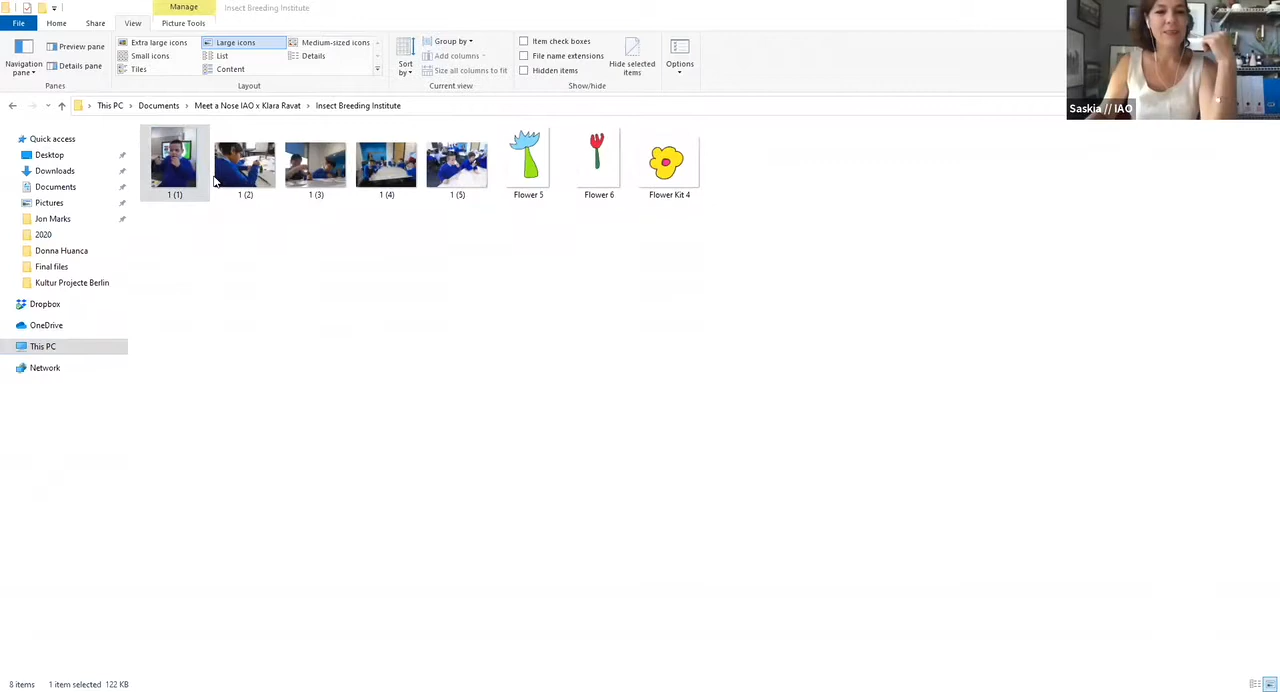 Manage
Insect Breeding Institute
File Home Share View Picture Tools
Navigation pane
Preview pane
Details pane
Panes
Extra large icons Large icons Medium-sized icons
Small icons List Details
Tiles Content
Layout
Sort by
Group by
Add columns
Size all columns to fit
Current view
Item check boxes
File name extensions
Hidden items
Hide selected items
Show/hide
Options
Saskia // IAO
This PC > Documents > Meet a Nose IAO x Klara Ravat > Insect Breeding Institute
Quick access
Desktop
Downloads
Documents
Pictures
Jon Marks
2020
Donna Huanca
Final files
Kultur Projecte Berlin
Dropbox
OneDrive
This PC
Network
1 (1) 1 (2) 1 (3) 1 (4) 1 (5) Flower 5 Flower 6 Flower Kit 4
8 items 1 item selected 122 KB